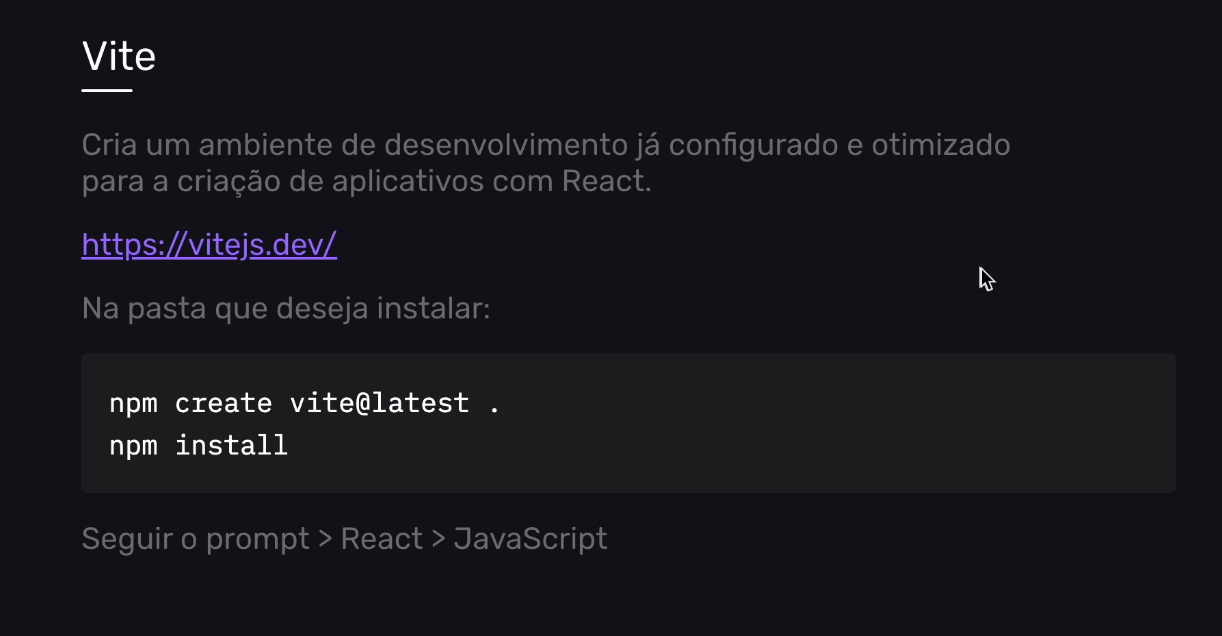 Vite
Cria um ambiente de desenvolvimento já configurado e otimizado
para a criação de aplicativos com React.
https://vitejs.dev/
Na pasta que deseja instalar:
npm create vite@latest .
npm install
Seguir o prompt > React > JavaScript